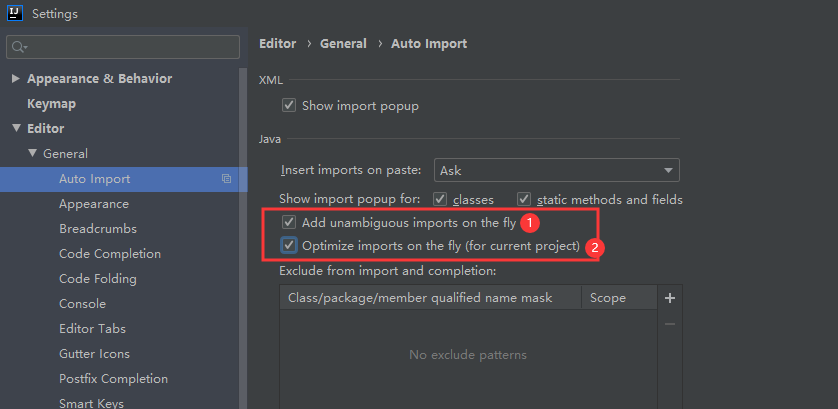 IJ Settings
Editor › General › Auto Import
Appearance & Behavior
Keymap
Editor
General
Auto Import
Appearance
Breadcrumbs
Code Completion
Code Folding
Console
Editor Tabs
Gutter Icons
Postfix Completion
Smart Keys
XML
Show import popup
Java
Insert imports on paste: Ask
Show import popup for: classes static methods and fields
Add unambiguous imports on the fly 1
Optimize imports on the fly (for current project) 2
Exclude from import and completion:
Class/package/member qualified name mask Scope
No exclude patterns